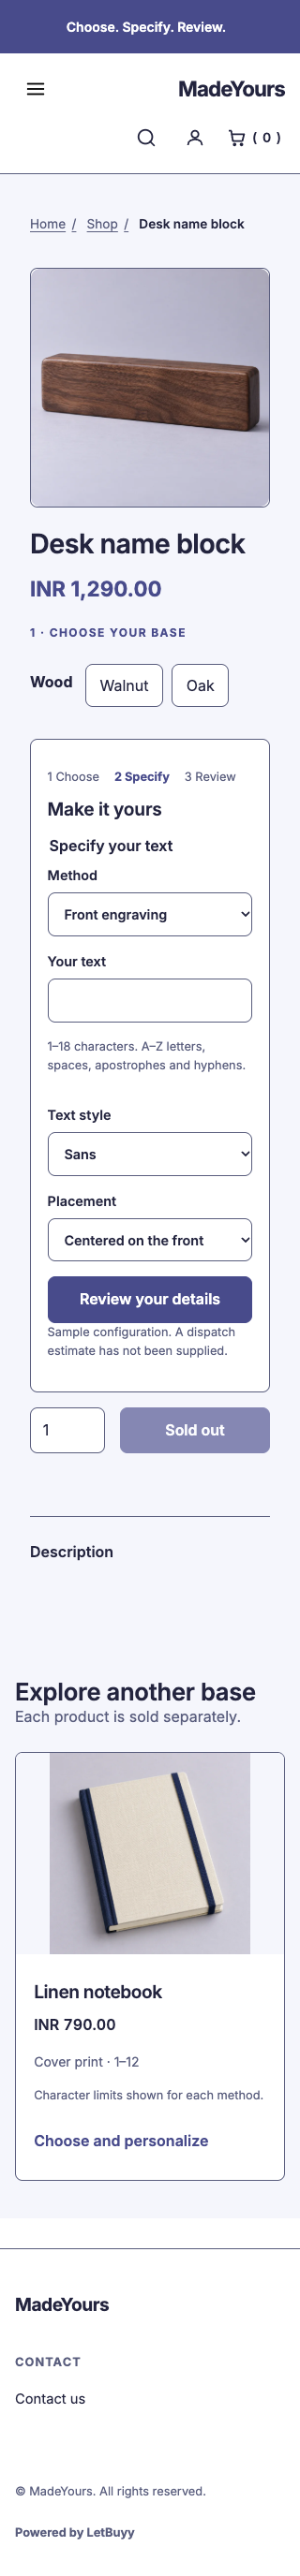 Choose. Specify. Review.
MadeYours
( 0 )
Home / Shop / Desk name block
Desk name block
INR 1,290.00
1 · CHOOSE YOUR BASE
Wood Walnut Oak
1 Choose 2 Specify 3 Review
Make it yours
Specify your text
Method
Front engraving
Your text
1–18 characters. A–Z letters,
spaces, apostrophes and hyphens.
Text style
Sans
Placement
Centered on the front
Review your details
Sample configuration. A dispatch
estimate has not been supplied.
1 Sold out
Description
Explore another base
Each product is sold separately.
Linen notebook
INR 790.00
Cover print · 1–12
Character limits shown for each method.
Choose and personalize
MadeYours
CONTACT
Contact us
© MadeYours. All rights reserved.
Powered by LetBuyy